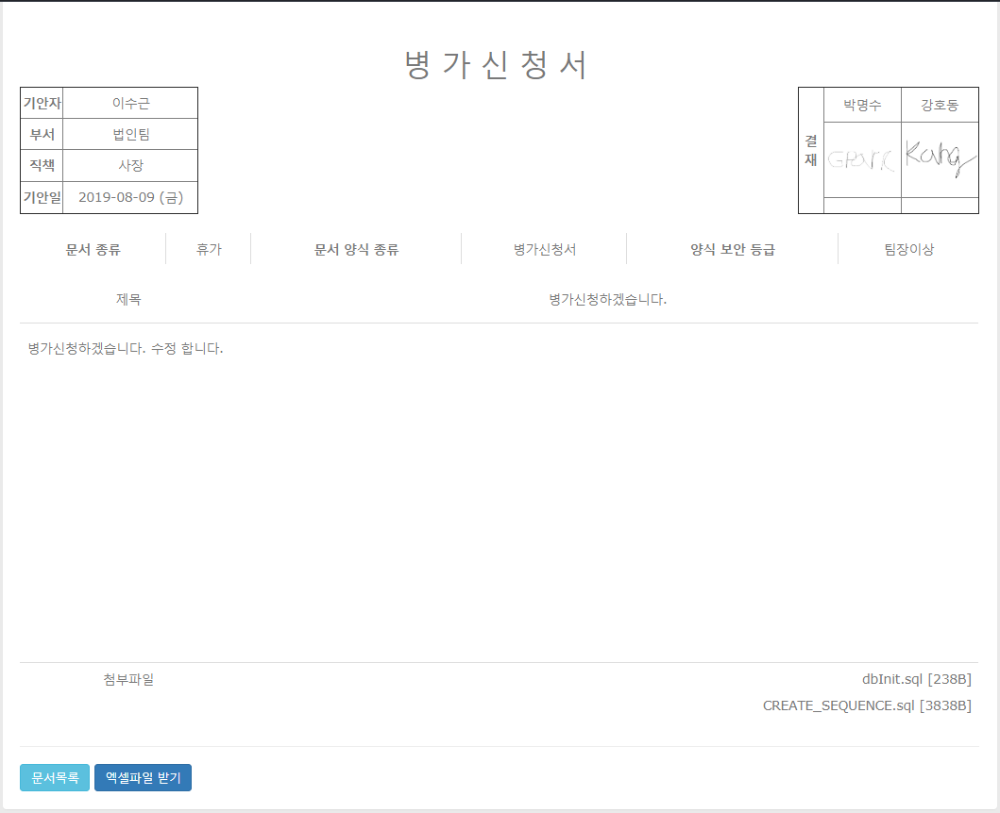 병 가 신 청 서
기안자 이수근
부서 법인팀
직책 사장
기안일 2019-08-09 (금)
결재
박명수 강호동
Kang
문서 종류 휴가 문서 양식 종류 병가신청서 양식 보안 등급 팀장이상
제목 병가신청하겠습니다.
병가신청하겠습니다. 수정 합니다.
첨부파일 dbInit.sql [238B]
CREATE_SEQUENCE.sql [3838B]
문서목록 엑셀파일 받기